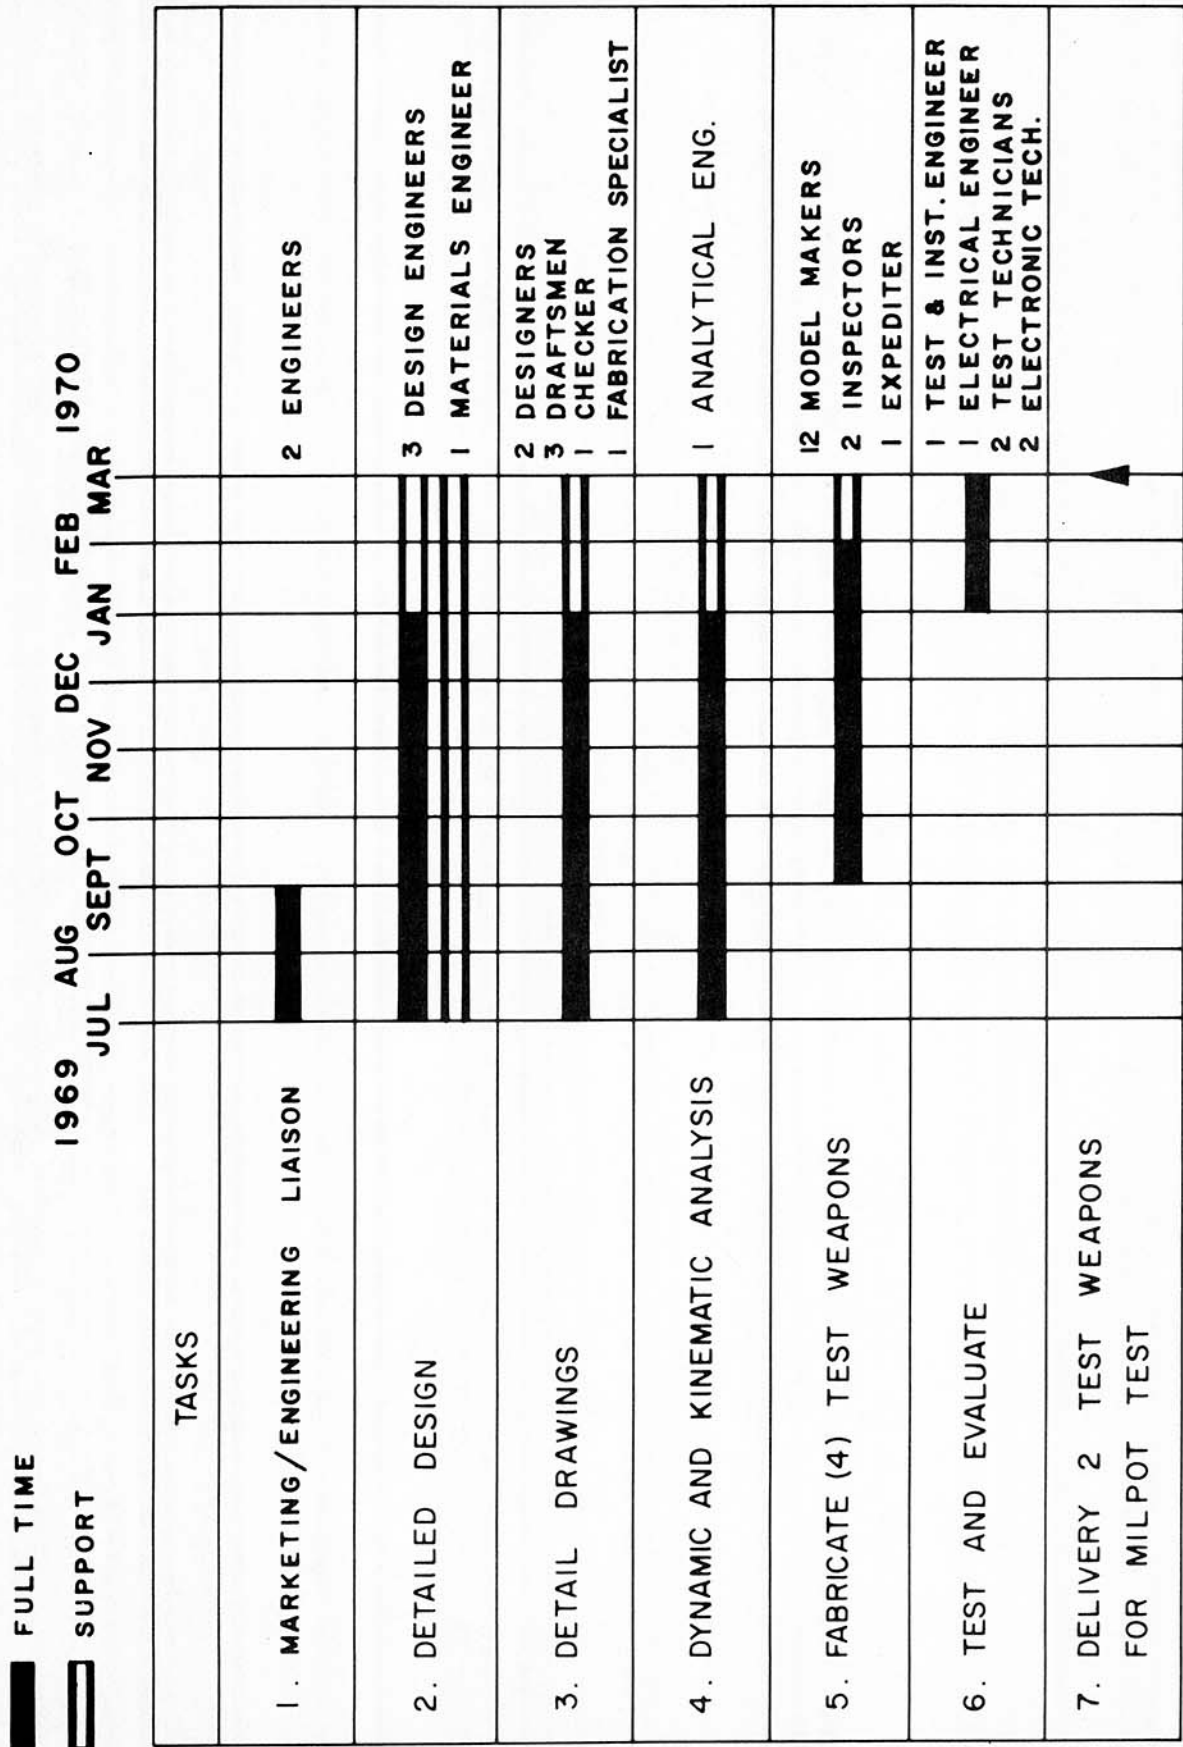 FULL TIME
SUPPORT
1969 AUG OCT DEC FEB 1970
JUL SEPT NOV JAN MAR
TASKS
1. MARKETING/ENGINEERING LIAISON
2 ENGINEERS
2. DETAILED DESIGN
3 DESIGN ENGINEERS
1 MATERIALS ENGINEER
3. DETAIL DRAWINGS
2 DESIGNERS
3 DRAFTSMEN
1 CHECKER
1 FABRICATION SPECIALIST
4. DYNAMIC AND KINEMATIC ANALYSIS
1 ANALYTICAL ENG.
5. FABRICATE (4) TEST WEAPONS
12 MODEL MAKERS
2 INSPECTORS
1 EXPEDITER
6. TEST AND EVALUATE
1 TEST & INST. ENGINEER
1 ELECTRICAL ENGINEER
2 TEST TECHNICIANS
2 ELECTRONIC TECH.
7. DELIVERY 2 TEST WEAPONS
FOR MILPOT TEST